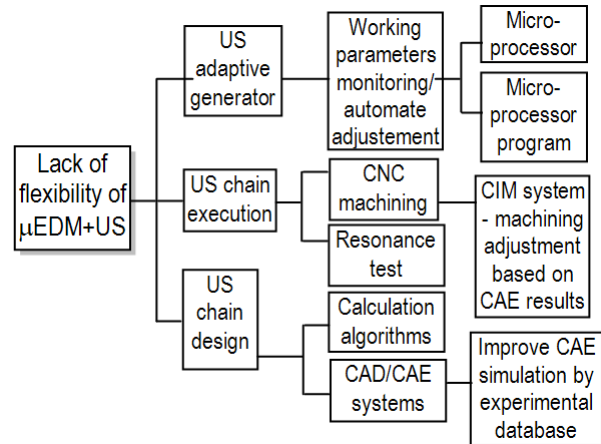 Lack of
flexibility of
µEDM+US
US
adaptive
generator
Working
parameters
monitoring/
automate
adjustement
Micro-
processor
Micro-
processor
program
US chain
execution
CNC
machining
Resonance
test
CIM system
- machining
adjustment
based on
CAE results
US
chain
design
Calculation
algorithms
CAD/CAE
systems
Improve CAE
simulation by
experimental
database